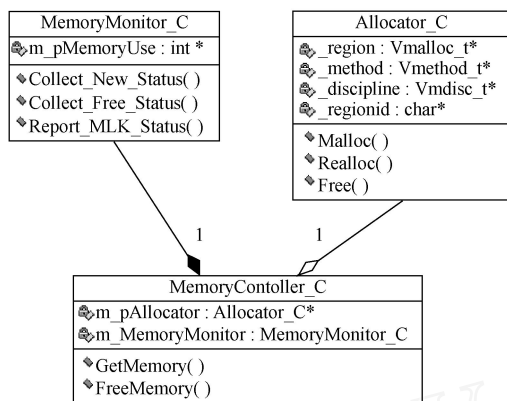 MemoryMonitor_C
m_pMemoryUse : int *
Collect_New_Status( )
Collect_Free_Status( )
Report_MLK_Status( )
Allocator_C
_region : Vmalloc_t*
_method : Vmethod_t*
_discipline : Vmdisc_t*
_regionid : char*
Malloc( )
Realloc( )
Free( )
1
1
MemoryContoller_C
m_pAllocator : Allocator_C*
m_MemoryMonitor : MemoryMonitor_C
GetMemory( )
FreeMemory( )